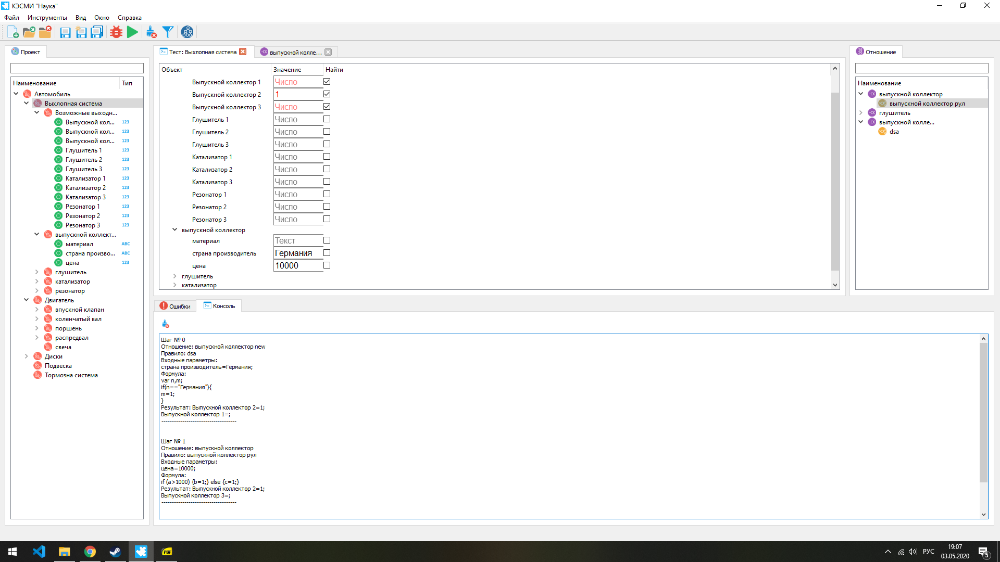 КЭСМИ "Наука"
Файл Инструменты Вид Окно Справка
Проект
Наименование Тип
Автомобиль
Выхлопная система
Возможные выходн...
Выпускной кол... 123
Выпускной кол... 123
Выпускной кол... 123
Глушитель 1 123
Глушитель 2 123
Глушитель 3 123
Катализатор 1 123
Катализатор 2 123
Катализатор 3 123
Резонатор 1 123
Резонатор 2 123
Резонатор 3 123
выпускной коллект...
материал ABC
страна произво... ABC
цена 123
глушитель
катализатор
резонатор
Двигатель
впускной клапан
коленчатый вал
поршень
распредвал
свеча
Диски
Подвеска
Тормозна система
Тест: Выхлопная система выпускной колле...
Объект Значение Найти
Выпускной коллектор 1 Число
Выпускной коллектор 2 1
Выпускной коллектор 3 Число
Глушитель 1 Число
Глушитель 2 Число
Глушитель 3 Число
Катализатор 1 Число
Катализатор 2 Число
Катализатор 3 Число
Резонатор 1 Число
Резонатор 2 Число
Резонатор 3 Число
выпускной коллектор
материал Текст
страна производитель Германия
цена 10000
глушитель
катализатор
Отношение
Наименование
выпускной коллектор
выпускной коллектор рул
глушитель
выпускной колле...
dsa
Ошибки Консоль
Шаг № 0
Отношение: выпускной коллектор new
Правило: dsa
Входные параметры:
страна производитель=Германия;
Формула:
var n,m;
if(n=="Германия"){
m=1;
}
Результат: Выпускной коллектор 2=1;
Выпускной коллектор 1=;
------------------------------------
Шаг № 1
Отношение: выпускной коллектор
Правило: выпускной коллектор рул
Входные параметры:
цена=10000;
Формула:
if (a>1000) {b=1;} else {c=1;}
Результат: Выпускной коллектор 2=1;
Выпускной коллектор 3=;
------------------------------------
PDF
РУС
19:07
03.05.2020
5